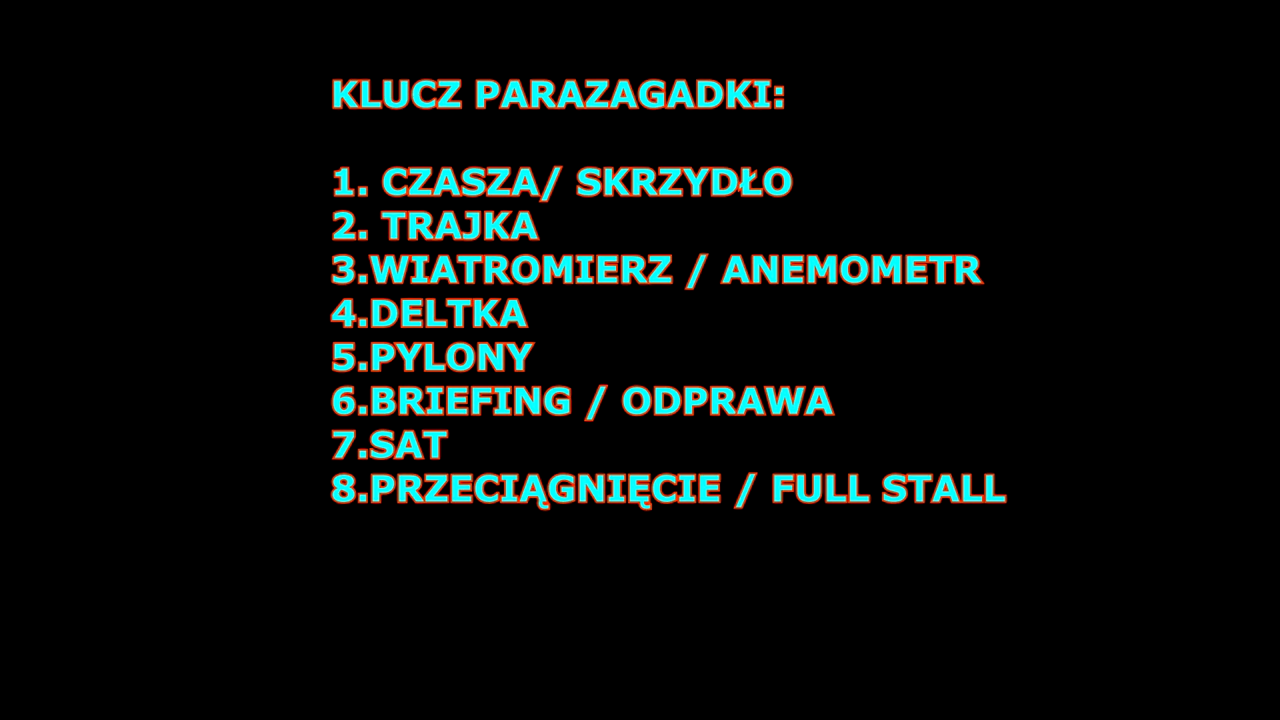 KLUCZ PARAZAGADKI:
1. CZASZA/ SKRZYDŁO
2. TRAJKA
3.WIATROMIERZ / ANEMOMETR
4.DELTKA
5.PYLONY
6.BRIEFING / ODPRAWA
7.SAT
8.PRZECIĄGNIĘCIE / FULL STALL